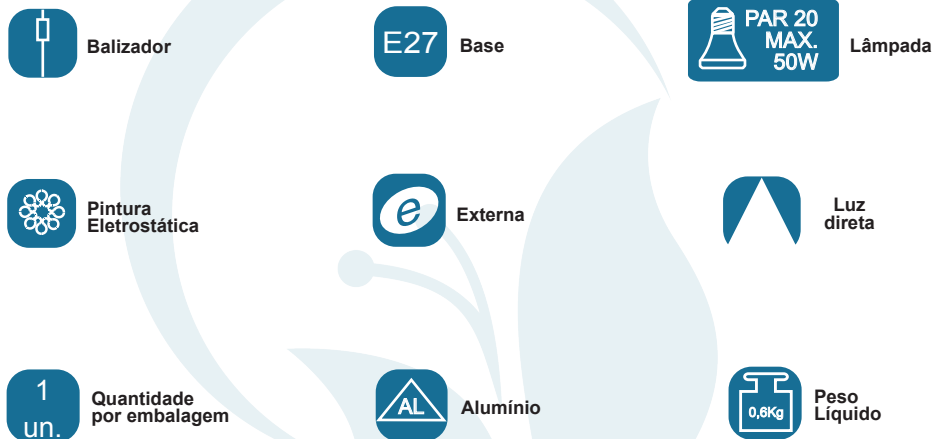 Balizador
E27
Base
PAR 20
MAX.
50W
Lâmpada
Pintura
Eletrostática
e
Externa
Luz
direta
1
un.
Quantidade
por embalagem
AL
Alumínio
0,6Kg
Peso
Líquido